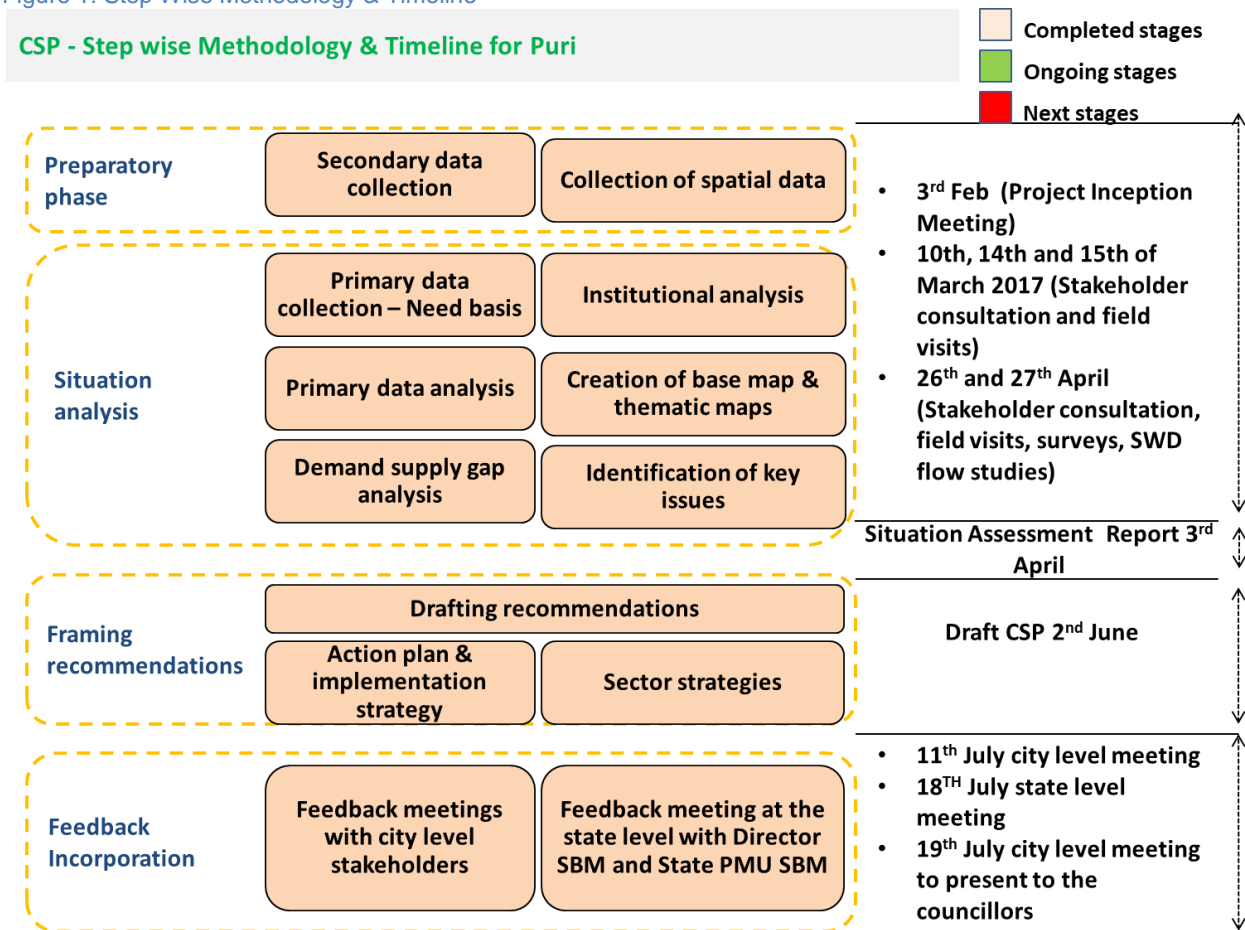 Figure 1: Step Wise Methodology & Timeline
CSP - Step wise Methodology & Timeline for Puri
Completed stages
Ongoing stages
Next stages
Preparatory
phase
Secondary data
collection
Collection of spatial data
Situation
analysis
Primary data
collection – Need basis
Institutional analysis
Primary data analysis
Creation of base map &
thematic maps
Demand supply gap
analysis
Identification of key
issues
• 3rd Feb (Project Inception
Meeting)
• 10th, 14th and 15th of
March 2017 (Stakeholder
consultation and field
visits)
• 26th and 27th April
(Stakeholder consultation,
field visits, surveys, SWD
flow studies)
Situation Assessment Report 3rd
April
Framing
recommendations
Drafting recommendations
Action plan &
implementation
strategy
Sector strategies
Draft CSP 2nd June
Feedback
Incorporation
Feedback meetings
with city level
stakeholders
Feedback meeting at the
state level with Director
SBM and State PMU SBM
• 11th July city level meeting
• 18TH July state level
meeting
• 19th July city level meeting
to present to the
councillors